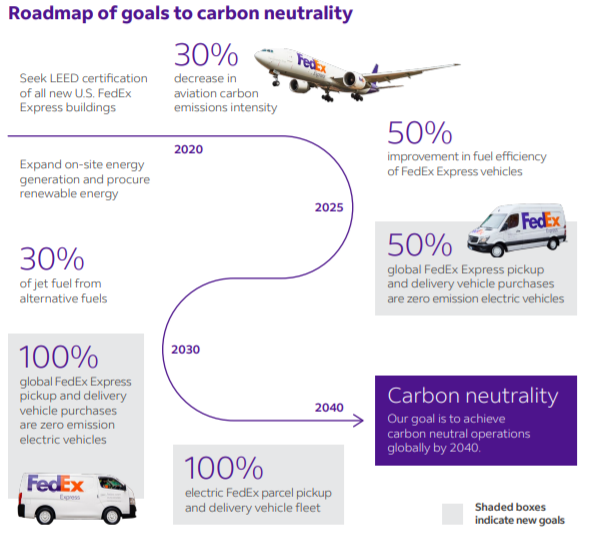 Roadmap of goals to carbon neutrality
Seek LEED certification
of all new U.S. FedEx
Express buildings
30%
decrease in
aviation carbon
emissions intensity
FedEx
Express
2020
Expand on-site energy
generation and procure
renewable energy
50%
improvement in fuel efficiency
of FedEx Express vehicles
2025
50%
global FedEx Express pickup
and delivery vehicle purchases
are zero emission electric vehicles
FedEx
Express
30%
of jet fuel from
alternative fuels
2030
100%
global FedEx Express
pickup and delivery
vehicle purchases
are zero emission
electric vehicles
FedEx
Express
2040
Carbon neutrality
Our goal is to achieve
carbon neutral operations
globally by 2040.
100%
electric FedEx parcel pickup
and delivery vehicle fleet
Shaded boxes
indicate new goals